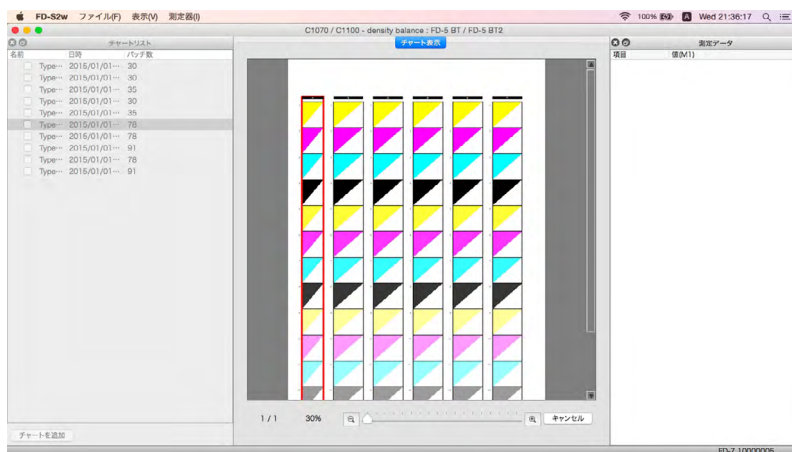 FD-S2w ファイル(F) 表示(V) 測定器(I) 100% Wed 21:36:17
C1070 / C1100 - density balance : FD-5 BT / FD-5 BT2
チャートリスト
チャート表示
測定データ
名前 日時 パッチ数
項目 値(M1)
Type… 2015/01/01… 30
Type… 2015/01/01… 30
Type… 2015/01/01… 35
Type… 2015/01/01… 30
Type… 2015/01/01… 35
Type… 2015/01/01… 78
Type… 2015/01/01… 78
Type… 2015/01/01… 91
Type… 2015/01/01… 78
Type… 2015/01/01… 91
1 / 1 30% キャンセル
チャートを追加
FD-7 10000005